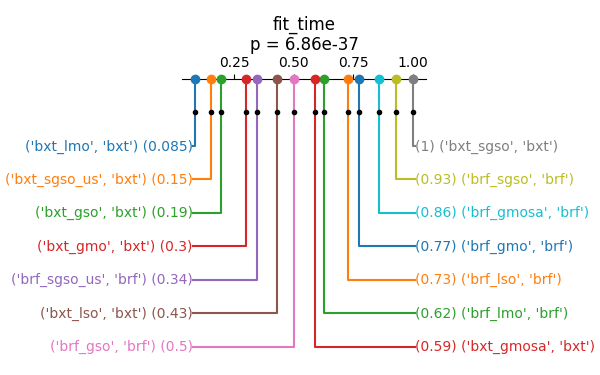 fit_time
p = 6.86e-37
0.25 0.50 0.75 1.00
('bxt_lmo', 'bxt') (0.085) (1) ('bxt_sgso', 'bxt')
('bxt_sgso_us', 'bxt') (0.15) (0.93) ('brf_sgso', 'brf')
('bxt_gso', 'bxt') (0.19) (0.86) ('brf_gmosa', 'brf')
('bxt_gmo', 'bxt') (0.3) (0.77) ('brf_gmo', 'brf')
('brf_sgso_us', 'brf') (0.34) (0.73) ('brf_lso', 'brf')
('bxt_lso', 'bxt') (0.43) (0.62) ('brf_lmo', 'brf')
('brf_gso', 'brf') (0.5) (0.59) ('bxt_gmosa', 'bxt')